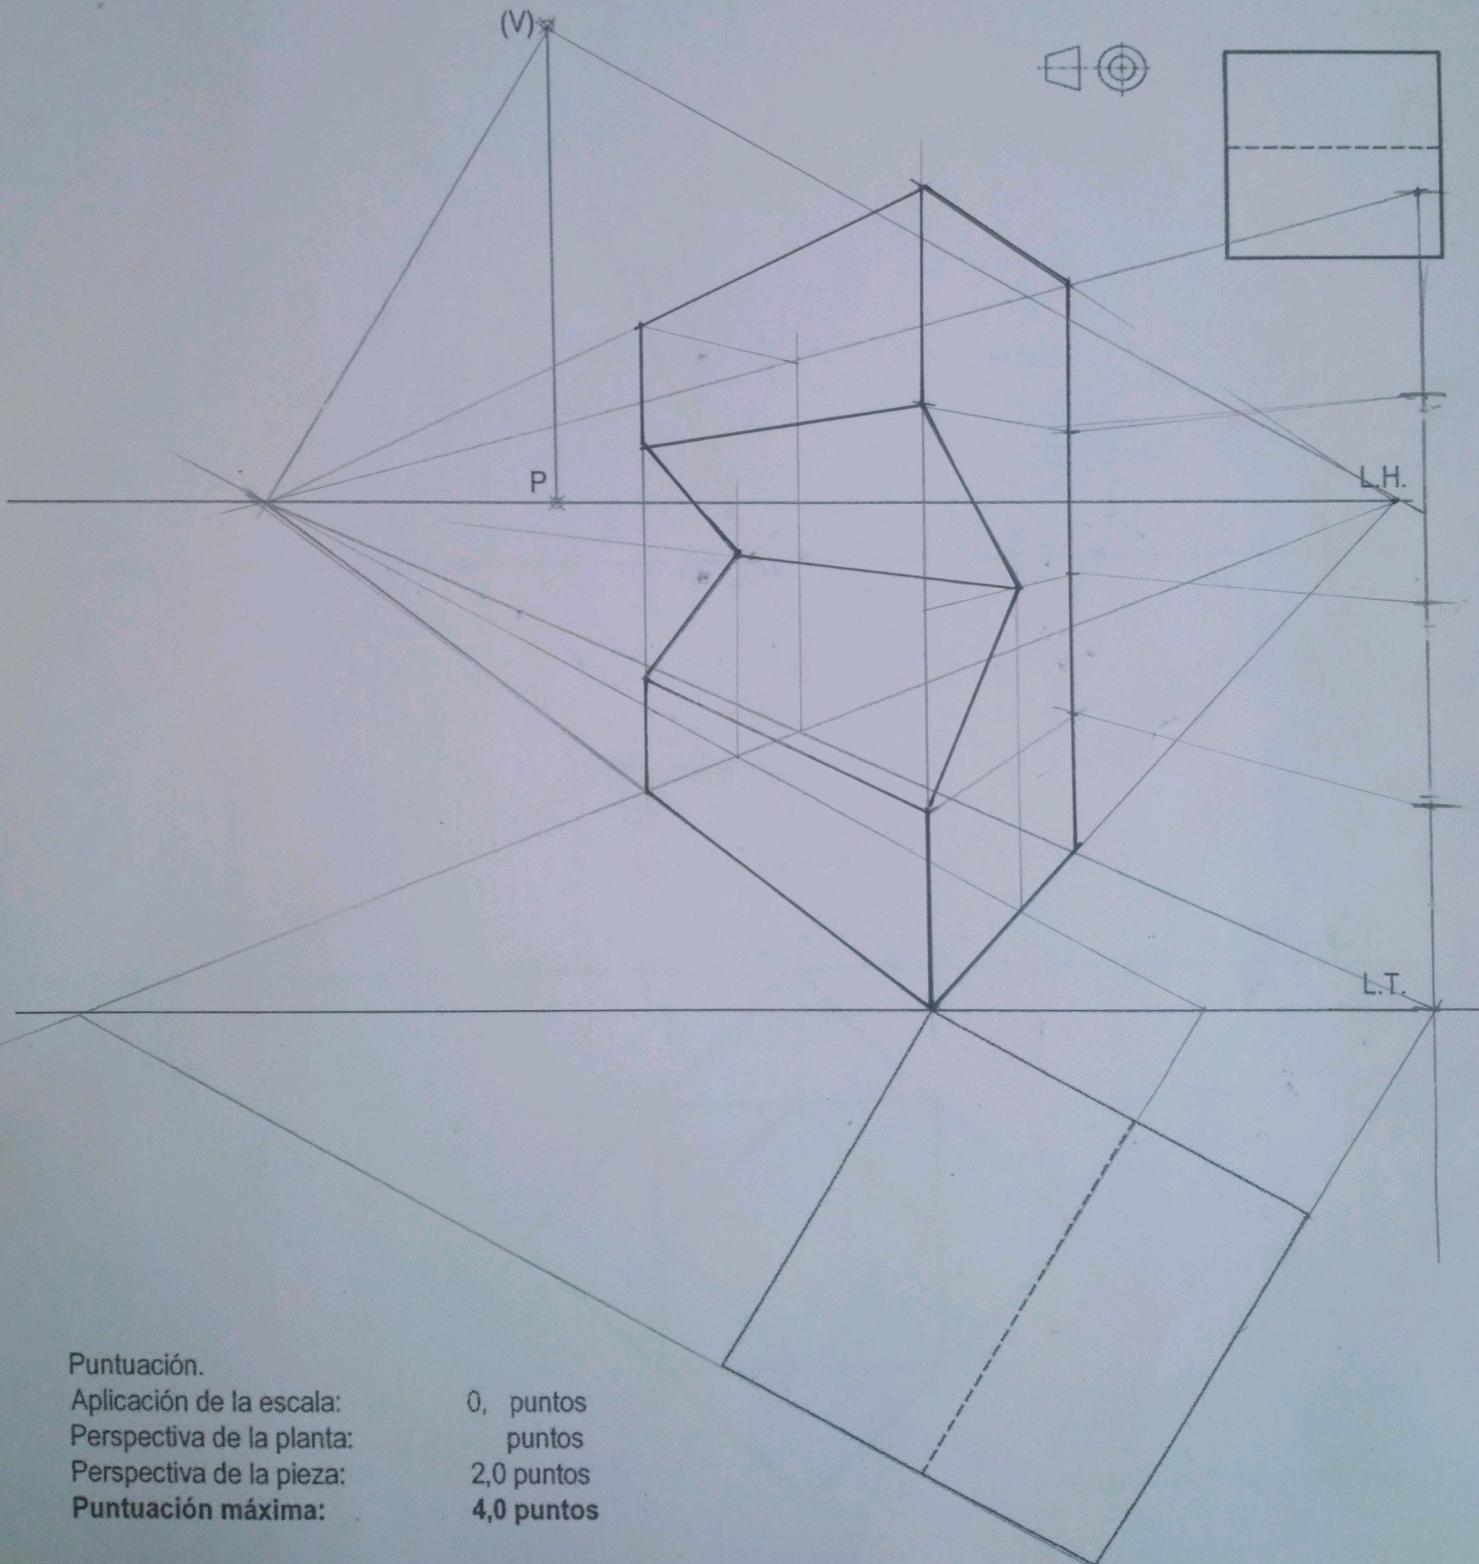 (V)
P
L.H.
L.T.
Puntuación.
Aplicación de la escala: 0, puntos
Perspectiva de la planta: puntos
Perspectiva de la pieza: 2,0 puntos
Puntuación máxima: 4,0 puntos